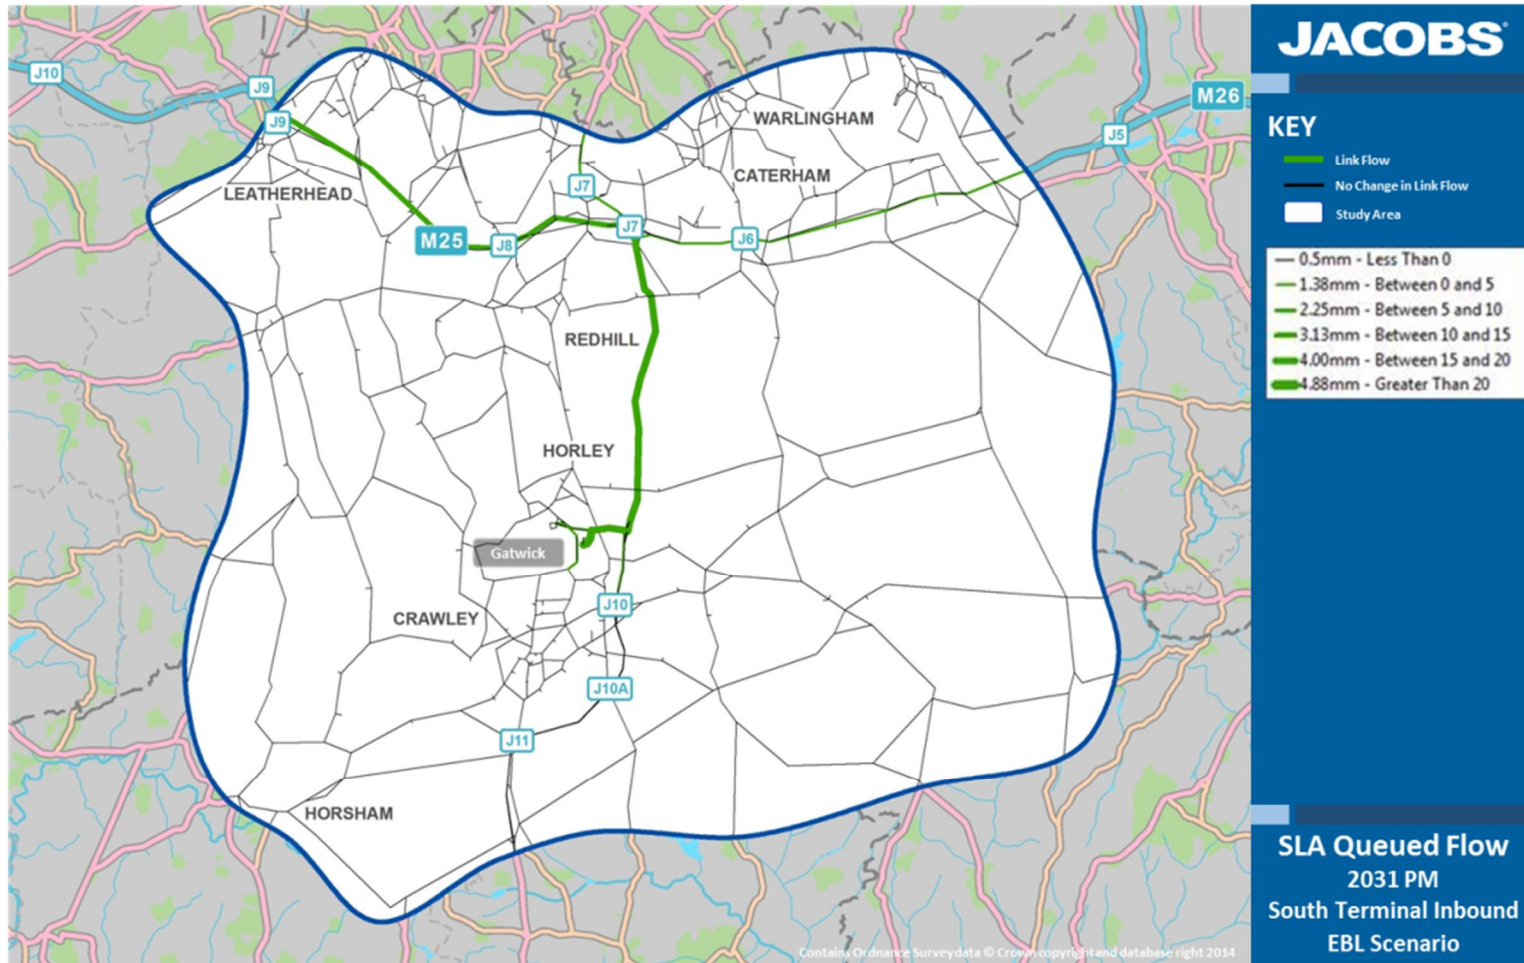 JACOBS
J10
J9
J9
M26
J5
WARLINGHAM
CATERHAM
LEATHERHEAD
J7
J7
M25
J8
J6
REDHILL
HORLEY
Gatwick
CRAWLEY
J10
J10A
J11
HORSHAM
KEY
Link Flow
No Change in Link Flow
Study Area
0.5mm - Less Than 0
1.38mm - Between 0 and 5
2.25mm - Between 5 and 10
3.13mm - Between 10 and 15
4.00mm - Between 15 and 20
4.88mm - Greater Than 20
SLA Queued Flow
2031 PM
South Terminal Inbound
EBL Scenario
Contains Ordnance Survey data © Crown copyright and database right 2014